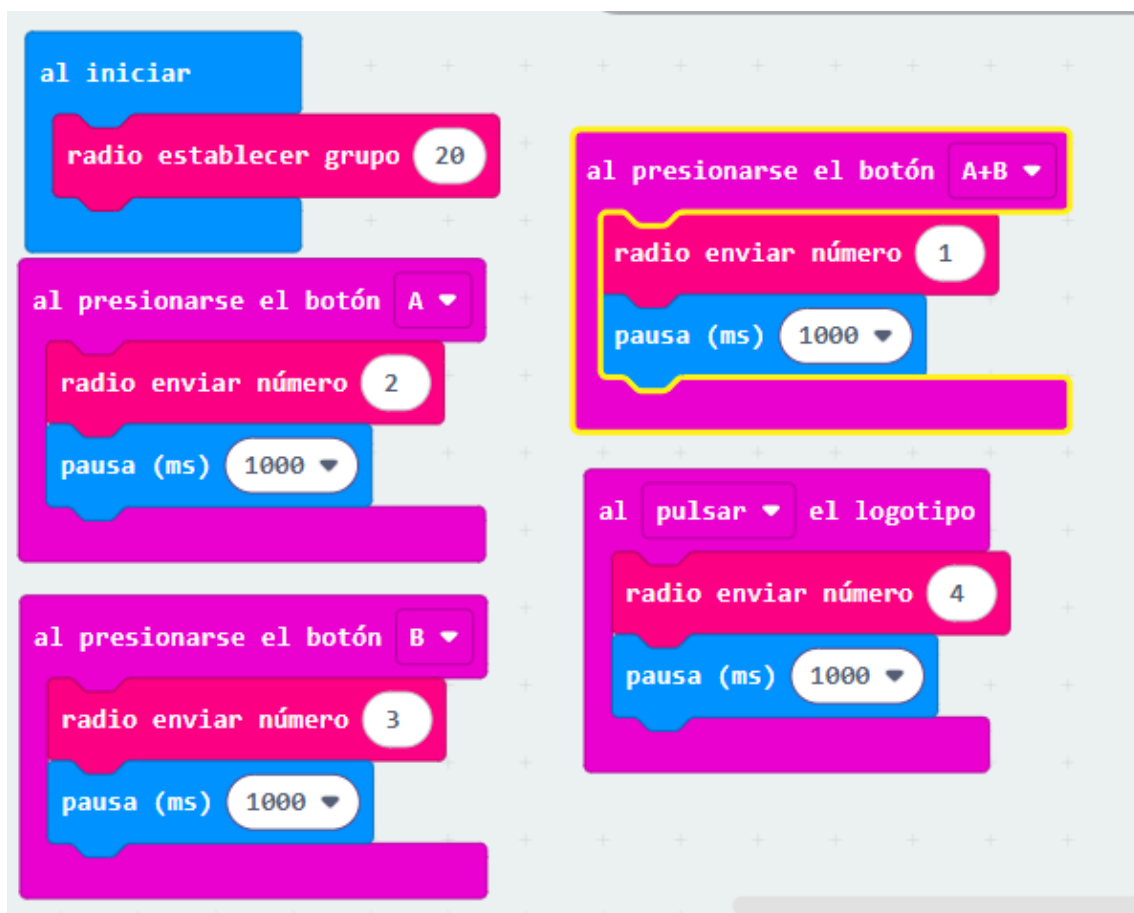 al iniciar
radio establecer grupo 20
al presionarse el botón A
radio enviar número 2
pausa (ms) 1000
al presionarse el botón B
radio enviar número 3
pausa (ms) 1000
al presionarse el botón A+B
radio enviar número 1
pausa (ms) 1000
al pulsar el logotipo
radio enviar número 4
pausa (ms) 1000